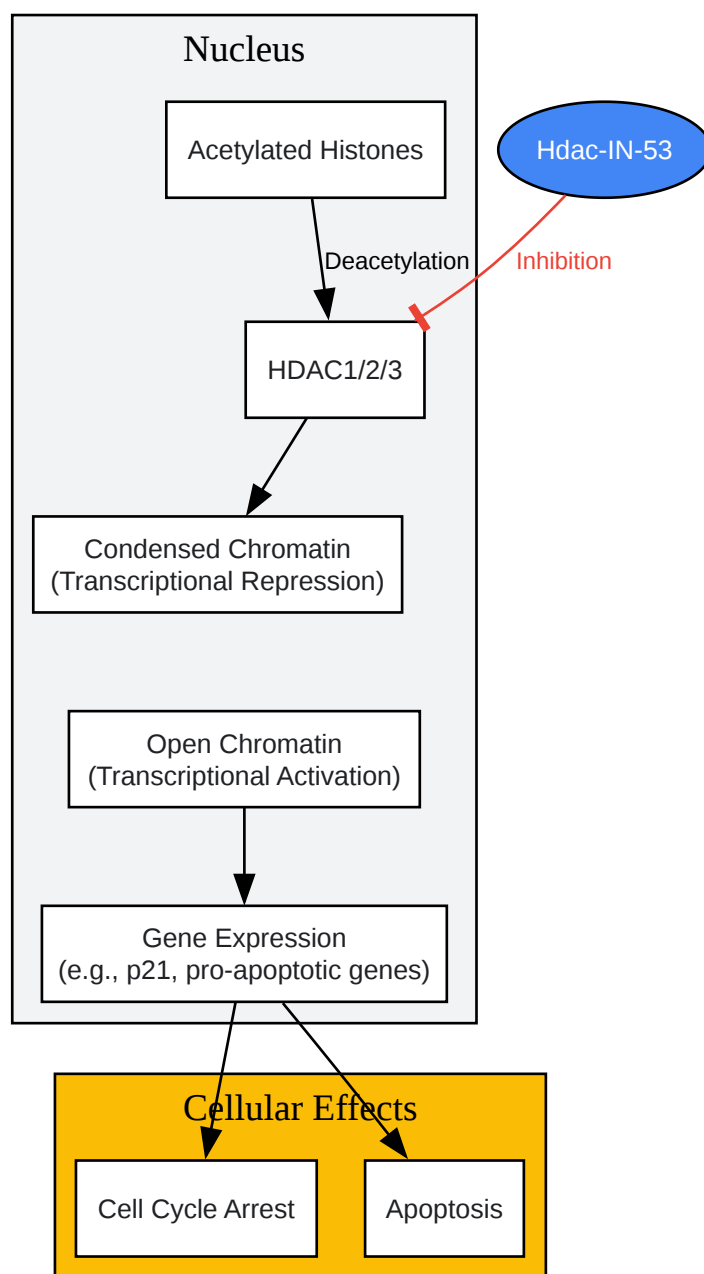 Nucleus
Acetylated Histones
Hdac-IN-53
Deacetylation
Inhibition
HDAC1/2/3
Condensed Chromatin
(Transcriptional Repression)
Open Chromatin
(Transcriptional Activation)
Gene Expression
(e.g., p21, pro-apoptotic genes)
Cellular Effects
Cell Cycle Arrest
Apoptosis